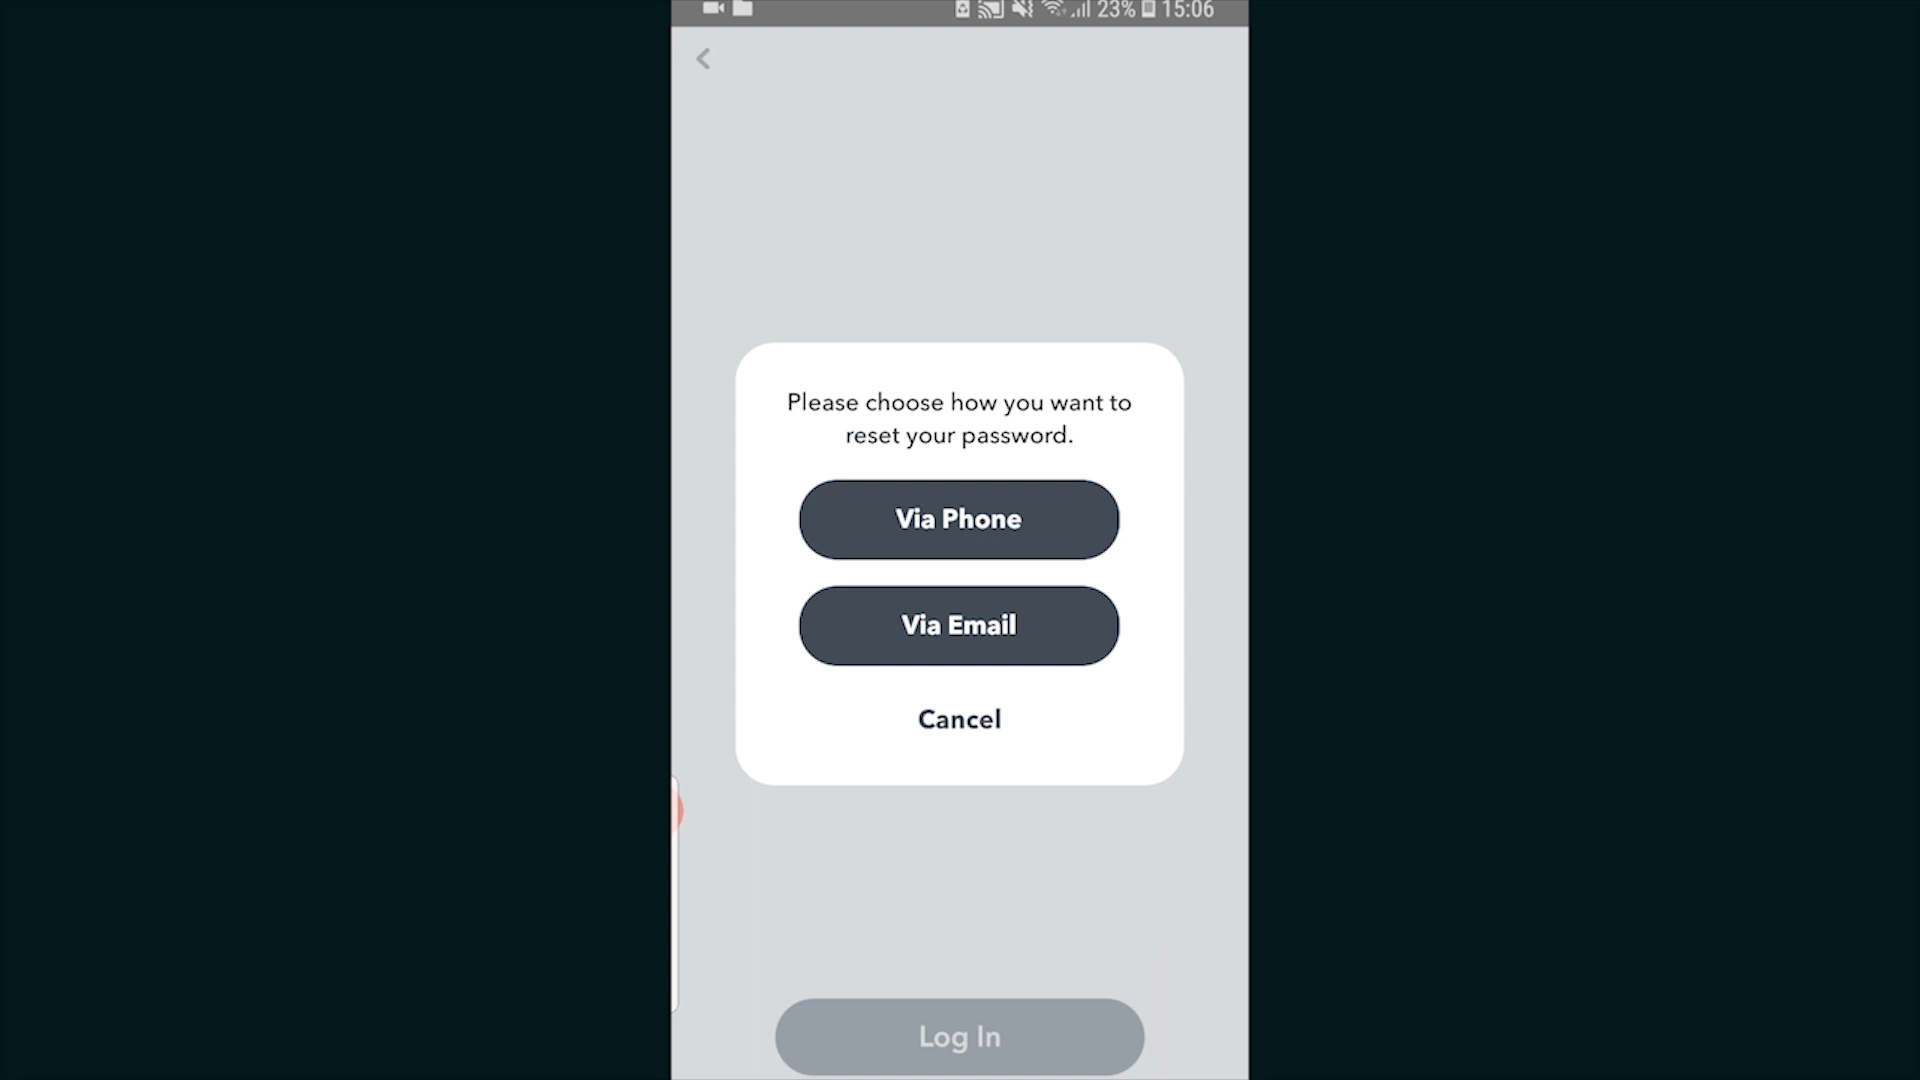 23% 15:06
Please choose how you want to
reset your password.
Via Phone
Via Email
Cancel
Log In